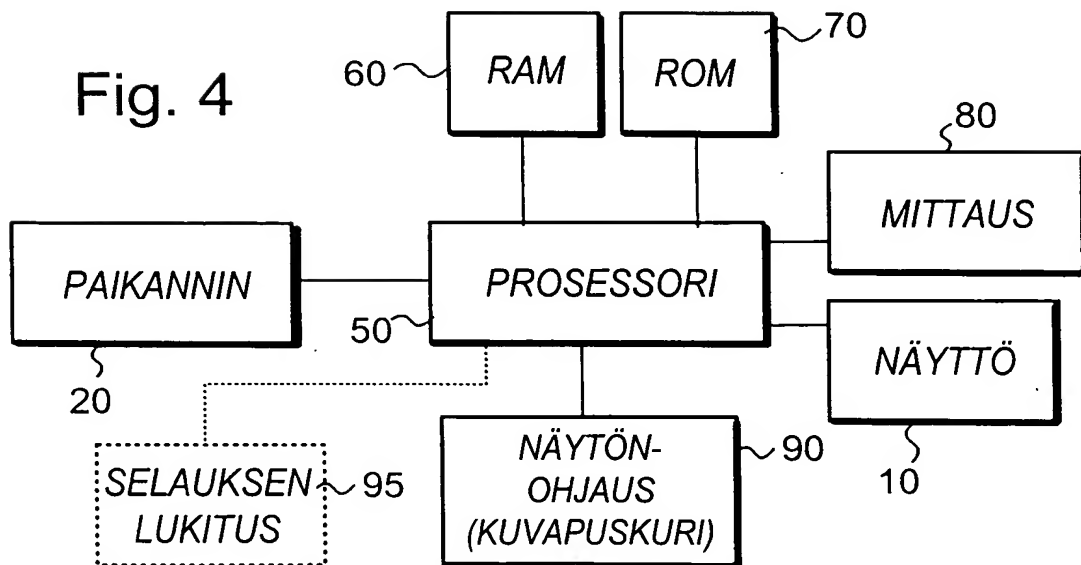 Fig. 4
60
RAM
ROM
70
80
MITTAUS
PAIKANNIN
20
PROSESSORI
50
NÄYTTÖ
10
SELAUKSEN
LUKITUS
95
NÄYTÖN-
OHJAUS
(KUVAPUSKURI)
90